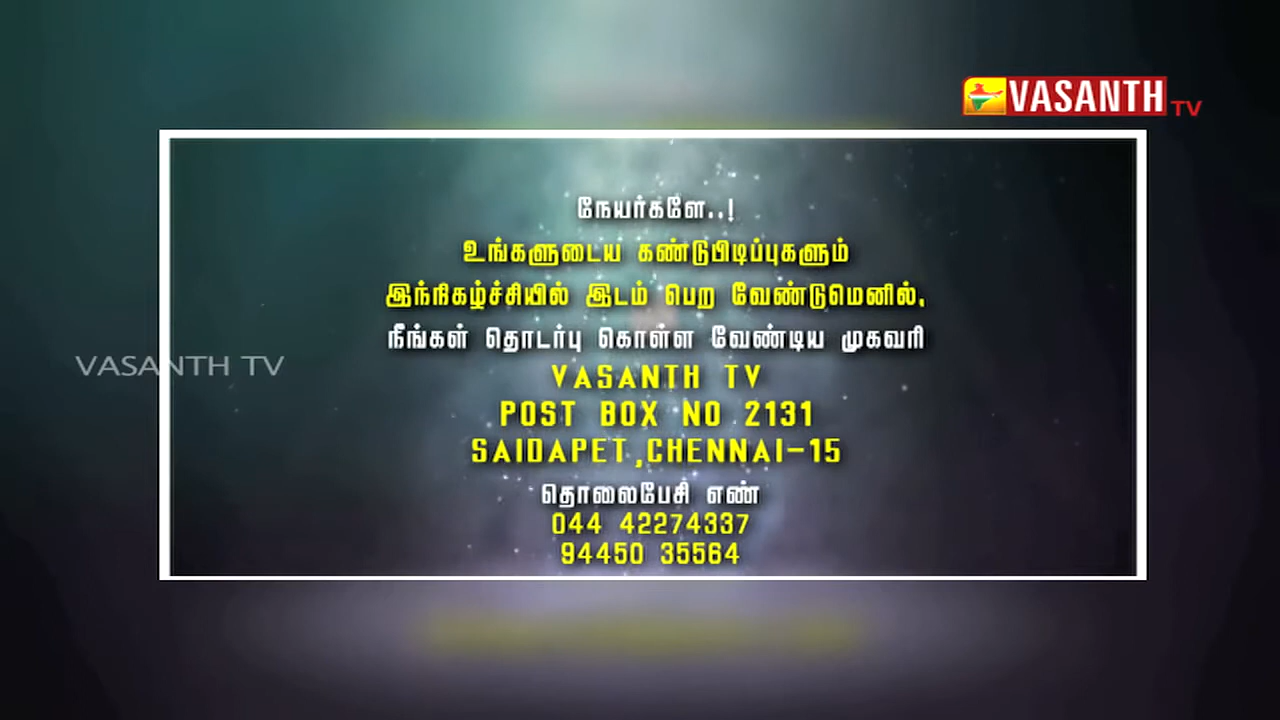 VASANTH TV
நேயர்களே..!
உங்களுடைய கண்டுபிடிப்புகளும்
இந்நிகழ்ச்சியில் இடம் பெற வேண்டுமெனில்,
நீங்கள் தொடர்பு கொள்ள வேண்டிய முகவரி
VASANTH TV
VASANTH TV
POST BOX NO 2131
SAIDAPET,CHENNAI-15
தொலைபேசி எண்
044 42274337
94450 35564